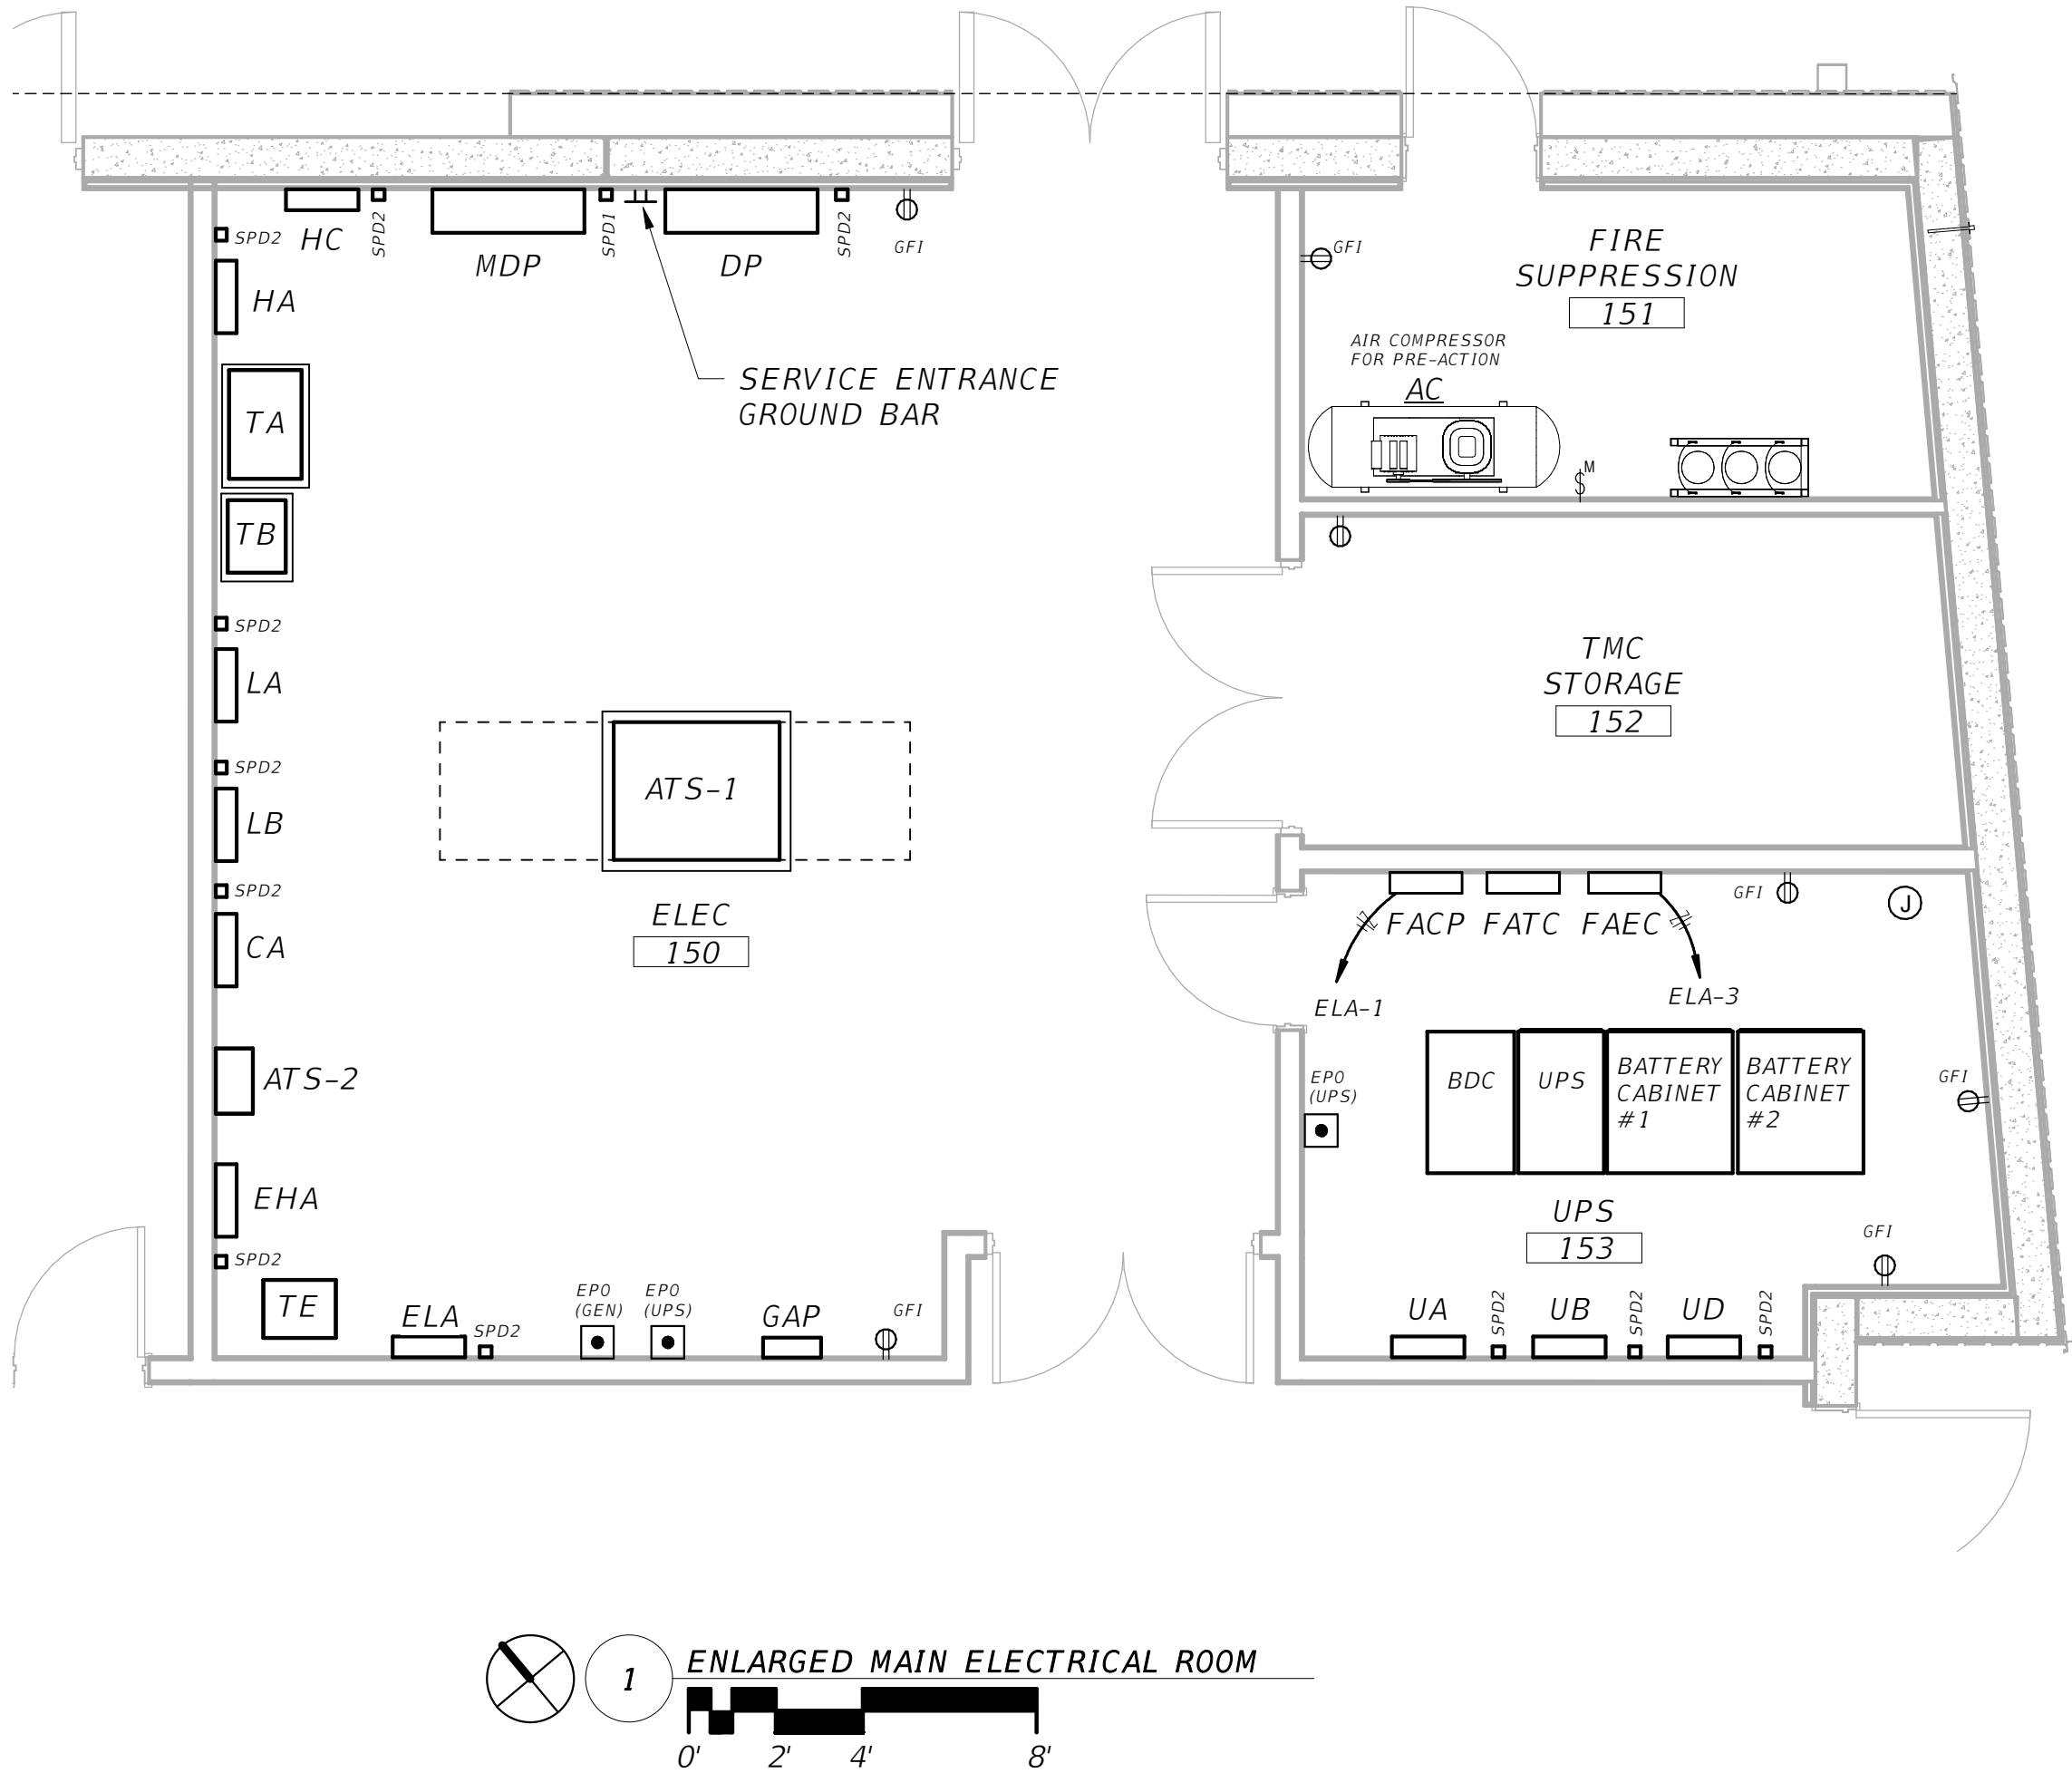 SPD2
HC
SPD2
MDP
SPD1
DP
SPD2
GFI
HA
SERVICE ENTRANCE
GROUND BAR
TA
TB
SPD2
LA
SPD2
LB
SPD2
CA
ATS-2
EHA
SPD2
TE
ELA
SPD2
EPO
(GEN)
EPO
(UPS)
GAP
GFI
ATS-1
ELEC
150
GFI
FIRE
SUPPRESSION
151
AIR COMPRESSOR
FOR PRE-ACTION
AC
$M
TMC
STORAGE
152
FACP
FATC
FAEC
GFI
J
ELA-1
ELA-3
EPO
(UPS)
BDC
UPS
BATTERY
CABINET
#1
BATTERY
CABINET
#2
GFI
UPS
153
GFI
UA
SPD2
UB
SPD2
UD
SPD2
1
ENLARGED MAIN ELECTRICAL ROOM
0' 2' 4' 8'